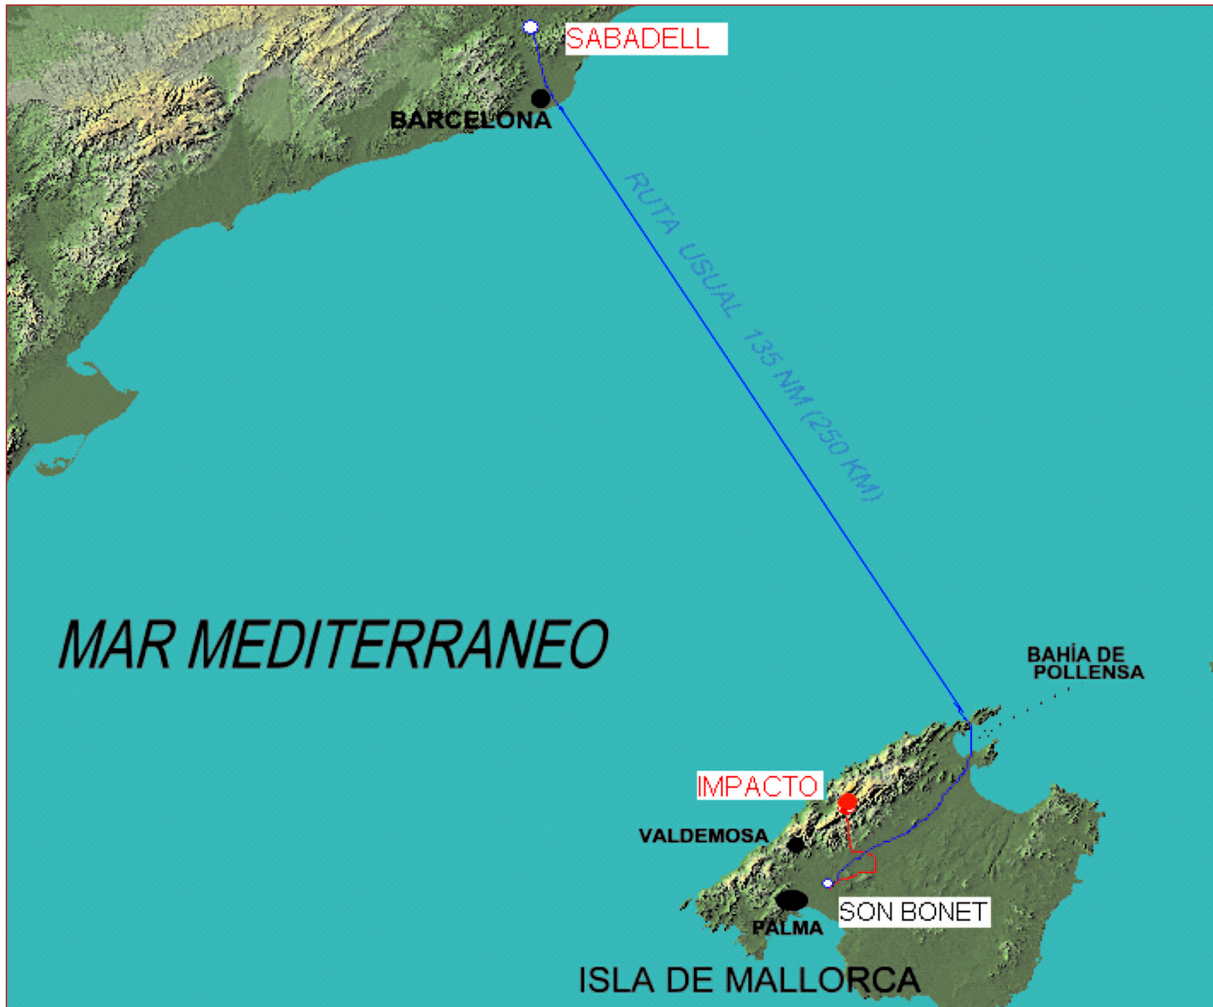 SABADELL
BARCELONA
RUTA USUAL 135 NM (250 KM)
MAR MEDITERRANEO
BAHÍA DE
POLLENSA
IMPACTO
VALDEMOSA
SON BONET
PALMA
ISLA DE MALLORCA